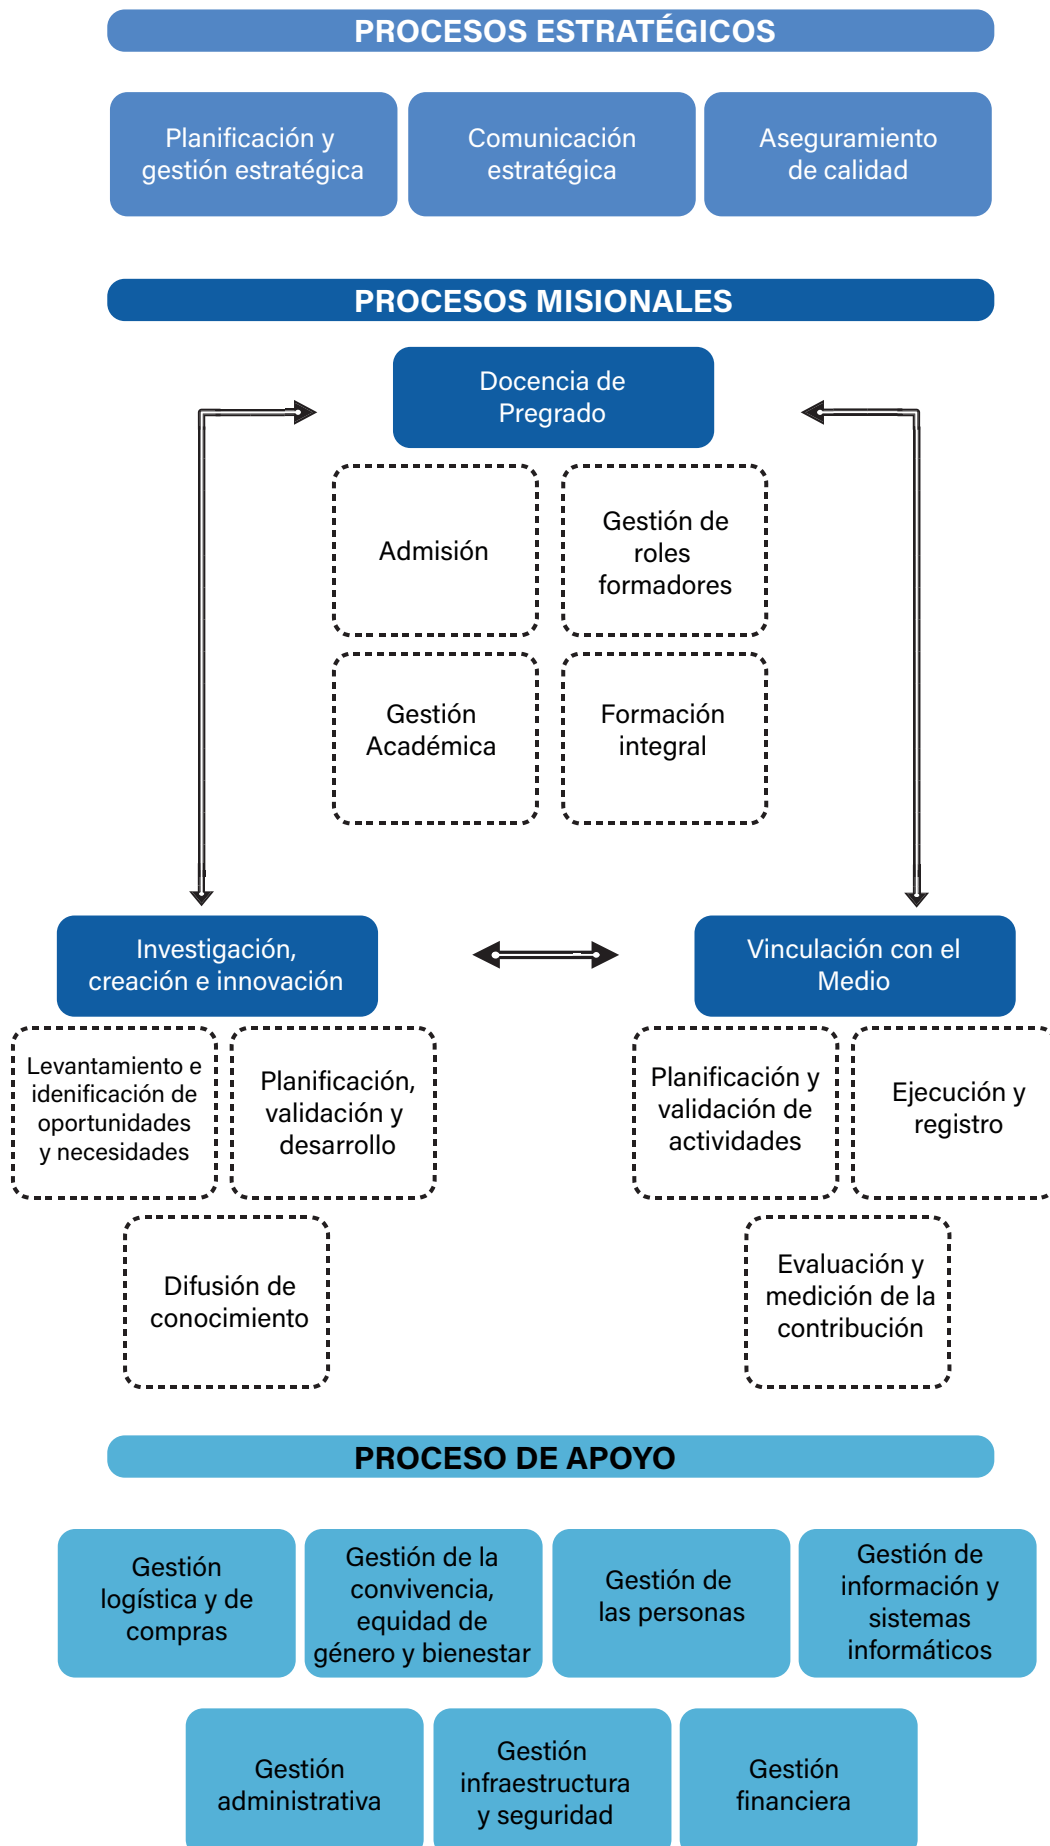 PROCESOS ESTRATÉGICOS
Planificación y
gestión estratégica
Comunicación
estratégica
Aseguramiento
de calidad
PROCESOS MISIONALES
Docencia de
Pregrado
Admisión
Gestión de
roles
formadores
Gestión
Académica
Formación
integral
Investigación,
creación e innovación
Vinculación con el
Medio
Levantamiento e
idenificación de
oportunidades
y necesidades
Planificación,
validación y
desarrollo
Planificación y
validación de
actividades
Ejecución y
registro
Difusión de
conocimiento
Evaluación y
medición de la
contribución
PROCESO DE APOYO
Gestión
logística y de
compras
Gestión de la
convivencia,
equidad de
género y bienestar
Gestión de
las personas
Gestión de
información y
sistemas
informáticos
Gestión
administrativa
Gestión
infraestructura
y seguridad
Gestión
financiera